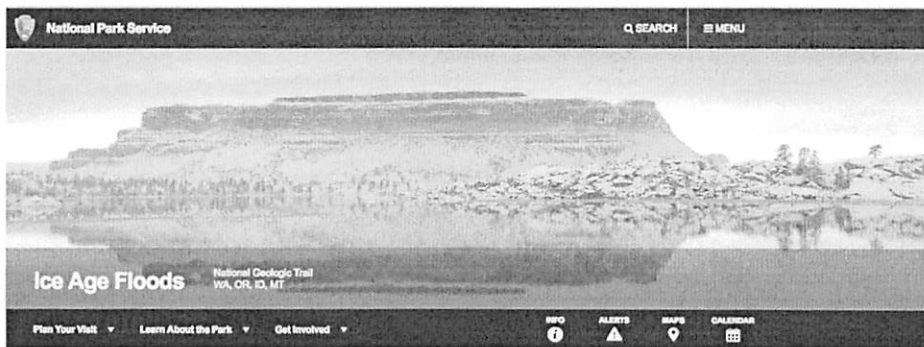 National Park Service
SEARCH
MENU
Ice Age Floods
National Geologic Trail
WA, OR, ID, MT
Plan Your Visit
Learn About the Park
Get Involved
INFO
ALERTS
MAPS
CALENDAR